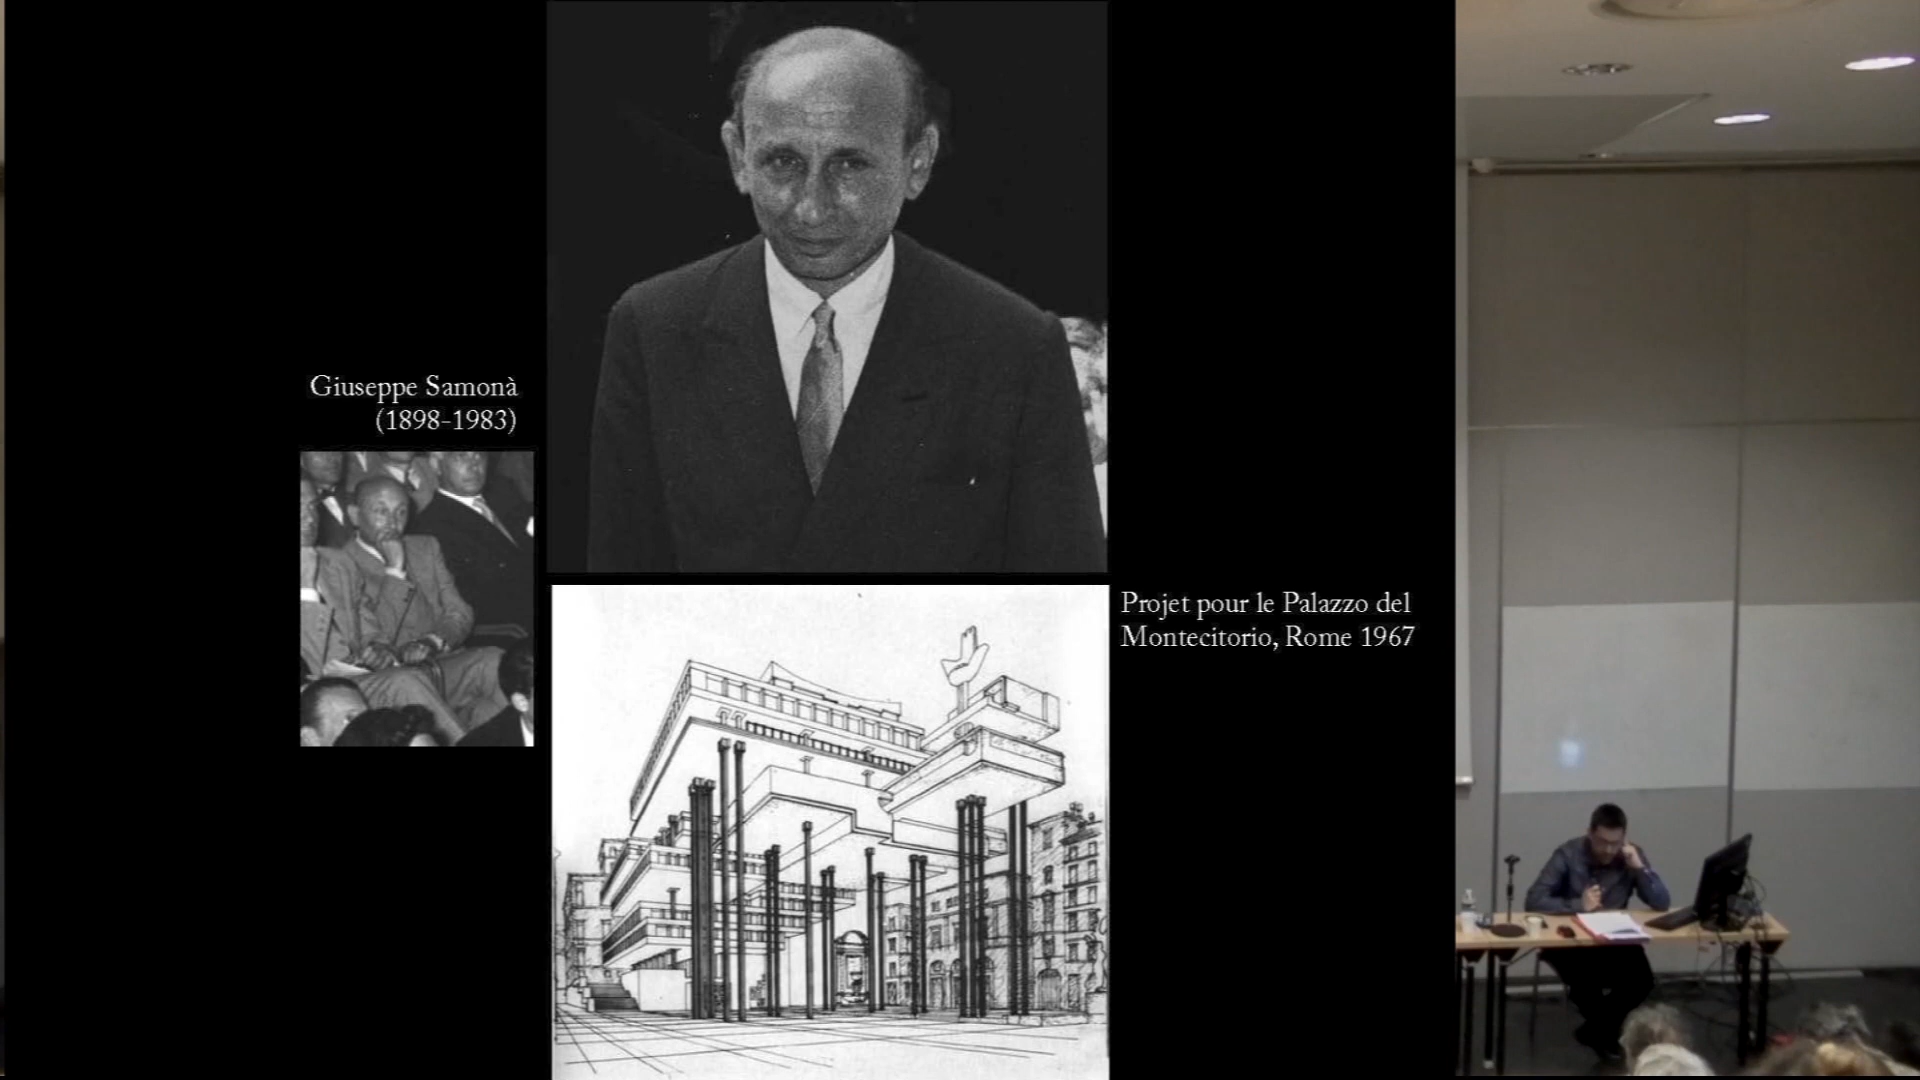 Giuseppe Samonà
(1898-1983)
Projet pour le Palazzo del
Montecitorio, Rome 1967